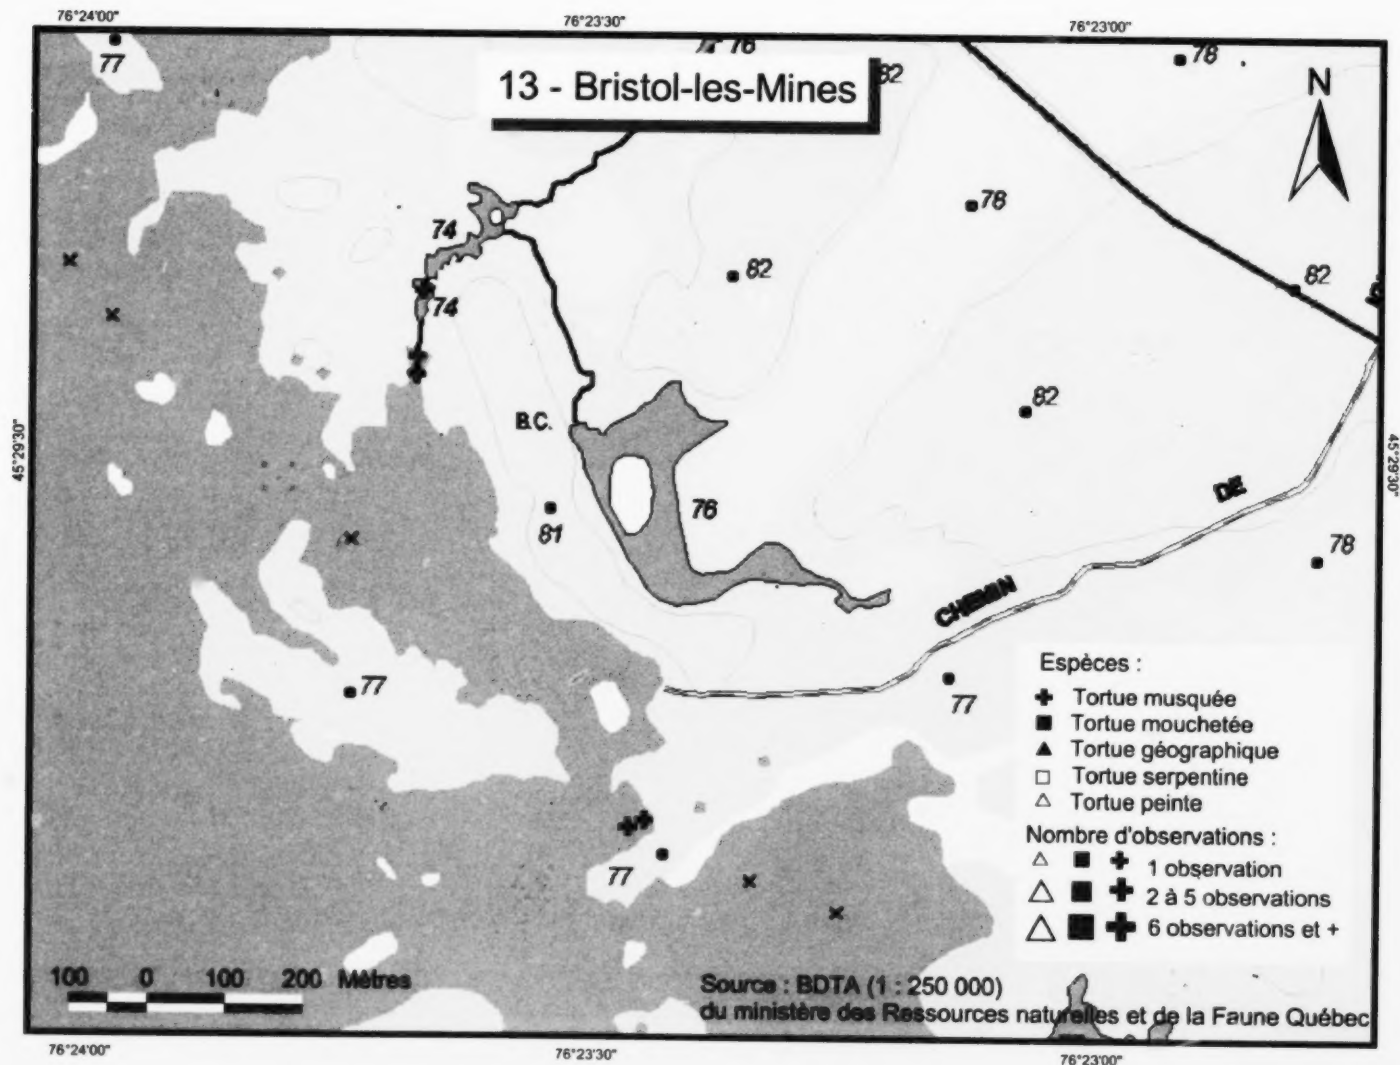 76°24'00" 76°23'30" 76°23'00"
77 76 78
13 - Bristol-les-Mines 82
N
78
74
82 82
74
82
B.C.
45°29'30" 45°29'30"
DE
76
81
78
CHEMIN
77 77
Espèces :
Tortue musquée
Tortue mouchetée
Tortue géographique
Tortue serpentine
Tortue peinte
Nombre d'observations :
1 observation
77
2 à 5 observations
6 observations et +
100 0 100 200 Mètres
Source : BDTA (1 : 250 000)
du ministère des Ressources naturelles et de la Faune Québec
76°24'00" 76°23'30" 76°23'00"